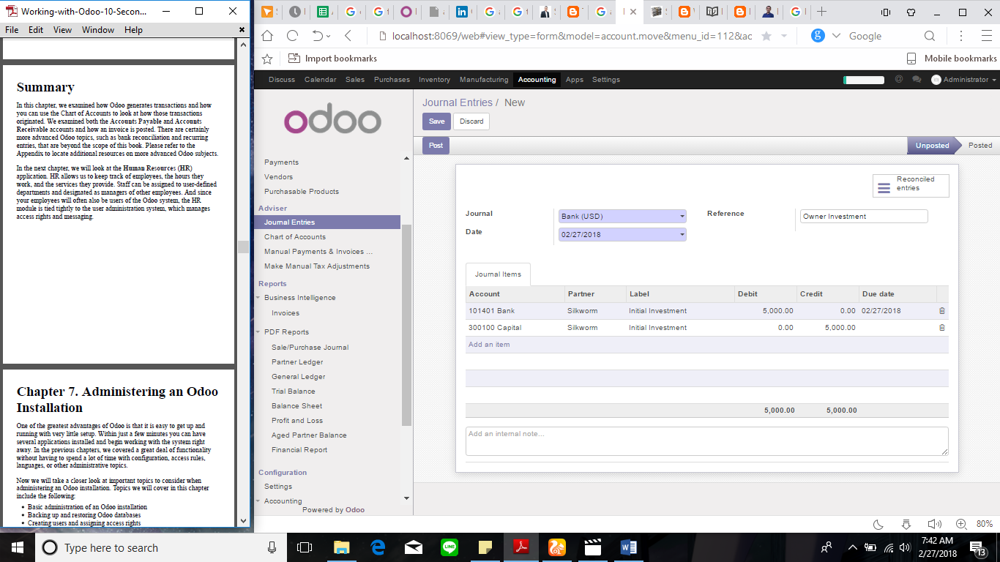 Working-with-Odoo-10-Secon...
File Edit View Window Help
Summary
In this chapter, we examined how Odoo generates transactions and how
you can use the Chart of Accounts to look at how those transactions
originated. We examined both the Accounts Payable and Accounts
Receivable accounts and how an invoice is posted. There are certainly
more advanced Odoo topics, such as bank reconciliation and recurring
entries, that are beyond the scope of this book. Please refer to the
Appendix to locate additional resources on more advanced Odoo subjects.
In the next chapter, we will look at the Human Resources (HR)
application. HR allows us to keep track of employees, the hours they
work, and the services they provide. Staff can be assigned to user-defined
departments and designated as managers of other employees. And since
your employees will often also be users of the Odoo system, the HR
module is tied tightly to the user administration system, which manages
access rights and messaging.
Chapter 7. Administering an Odoo
Installation
One of the greatest advantages of Odoo is that it is easy to get up and
running with very little setup. Within just a few minutes you can have
several applications installed and begin working with the system right
away. In the previous chapters, we covered a great deal of functionality
without having to spend a lot of time with configuration, access rules,
languages, or other administrative topics.
Now we will take a closer look at important topics to consider when
administering an Odoo installation. Topics we will cover in this chapter
include the following:
Basic administration of an Odoo installation
Backing up and restoring Odoo databases
Creating users and assigning access rights
localhost:8069/web#view_type=form&model=account.move&menu_id=112&ac
Google
Import bookmarks
Mobile bookmarks
Discuss Calendar Sales Purchases Inventory Manufacturing Accounting Apps Settings
Administrator
odoo
Payments
Vendors
Purchasable Products
Adviser
Journal Entries
Chart of Accounts
Manual Payments & Invoices ...
Make Manual Tax Adjustments
Reports
Business Intelligence
Invoices
PDF Reports
Sale/Purchase Journal
Partner Ledger
General Ledger
Trial Balance
Balance Sheet
Profit and Loss
Aged Partner Balance
Financial Report
Configuration
Settings
Accounting
Powered by Odoo
Journal Entries / New
Save Discard
Post
Unposted Posted
Reconciled
entries
Journal Bank (USD) Reference Owner Investment
Date 02/27/2018
Journal Items
Account Partner Label Debit Credit Due date
101401 Bank Silkworm Initial Investment 5,000.00 0.00 02/27/2018
300100 Capital Silkworm Initial Investment 0.00 5,000.00
Add an item
5,000.00 5,000.00
Add an internal note...
80%
Type here to search
LINE
7:42 AM
2/27/2018
13